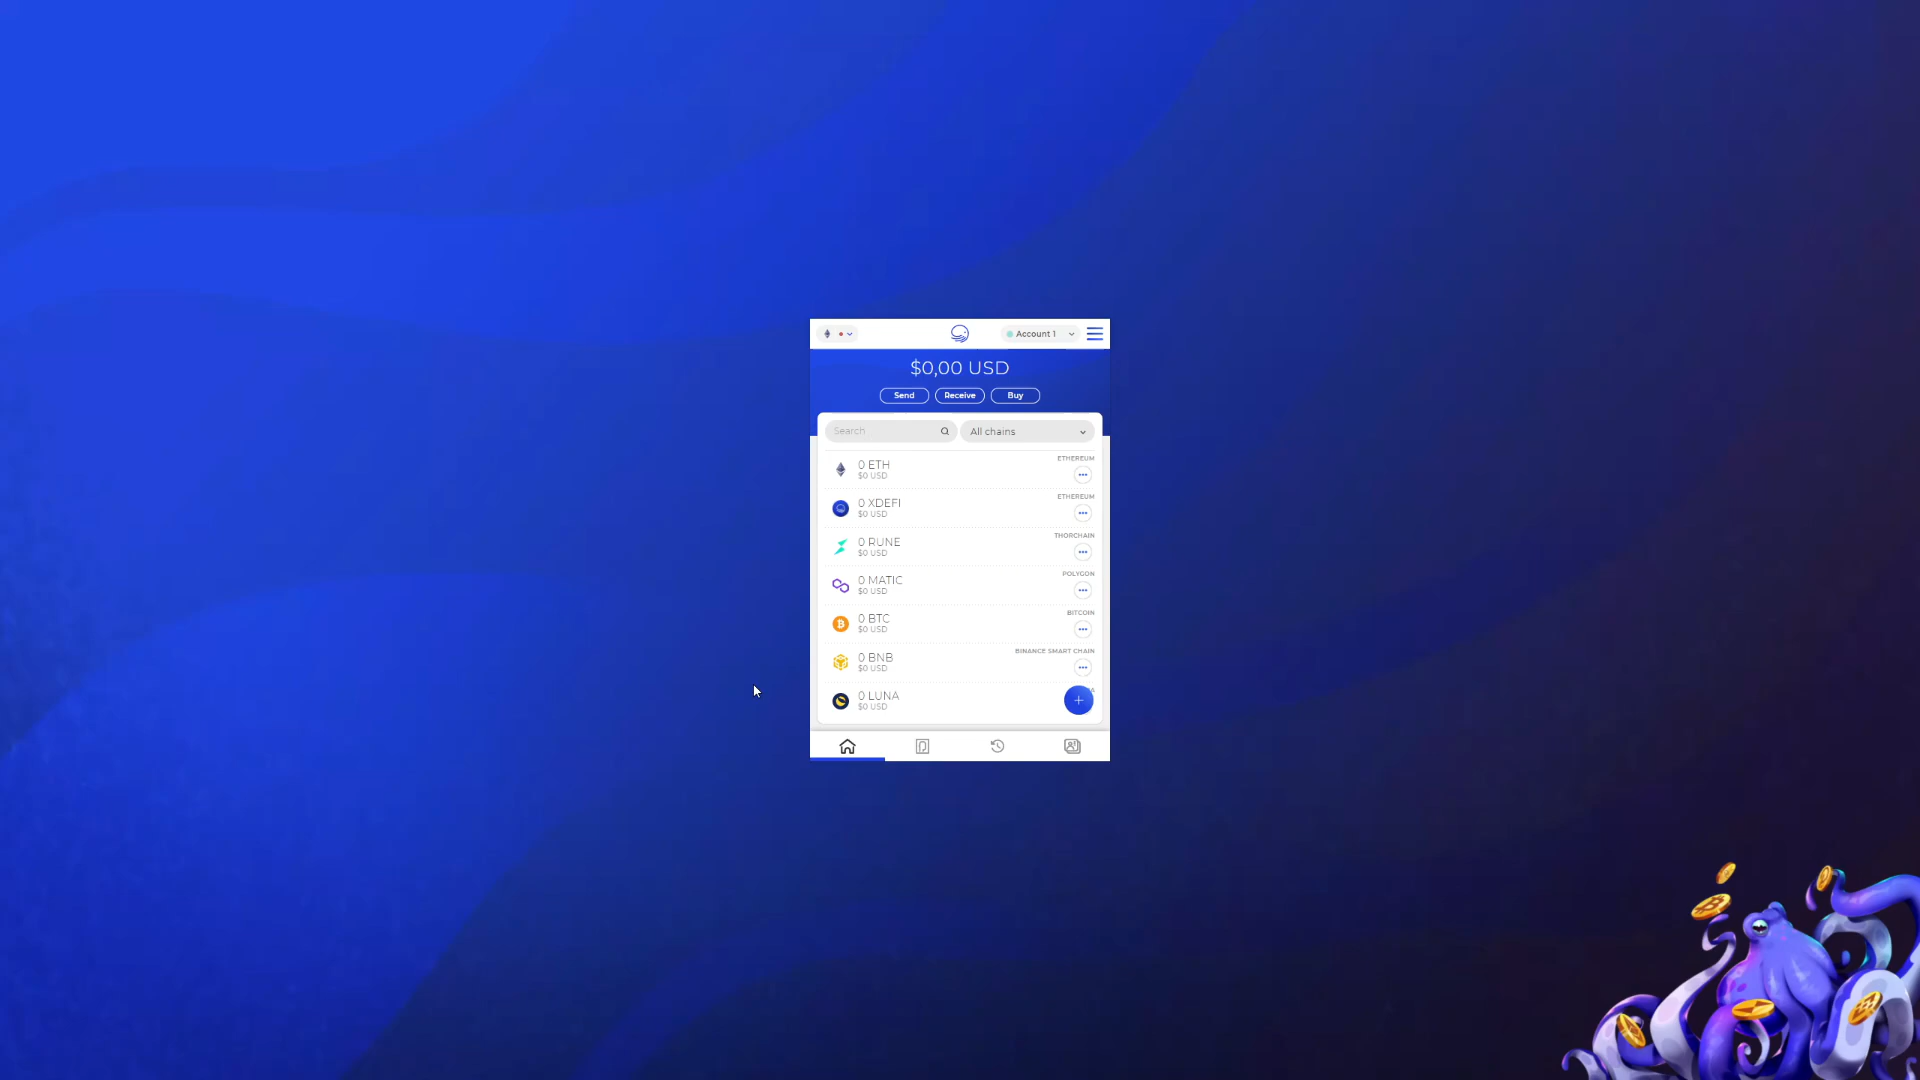 Account 1
$0,00 USD
Send Receive Buy
Search All chains
0 ETH ETHEREUM
$0 USD
0 XDEFI ETHEREUM
$0 USD
0 RUNE THORCHAIN
$0 USD
0 MATIC POLYGON
$0 USD
0 BTC BITCOIN
$0 USD
0 BNB BINANCE SMART CHAIN
$0 USD
0 LUNA
$0 USD